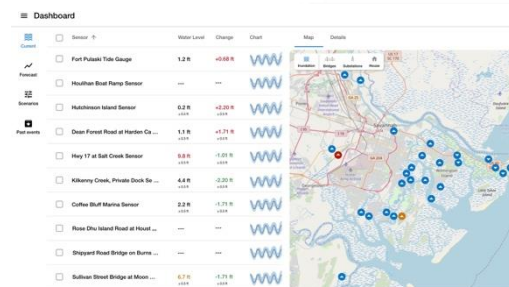 Dashboard
Sensor ↑ Water Level Change Chart
Map Details
Current
Forecast
Scenarios
Past events
Inundation Bridges Substations House
Fort Pulaski Tide Gauge 1.2 ft +0.68 ft
Houlihan Boat Ramp Sensor --- ---
Hutchinson Island Sensor 0.2 ft +2.20 ft
Dean Forest Road at Harden Ca ... 1.1 ft +1.71 ft
Hwy 17 at Salt Creek Sensor 9.8 ft -1.01 ft
Kilkenny Creek, Private Dock Se ... 4.4 ft -2.20 ft
Coffee Bluff Marina Sensor 2.2 ft -1.71 ft
Rose Dhu Island Road at Houst ... --- ---
Shipyard Road Bridge on Burns ... --- ---
Sullivan Street Bridge at Moon ... 6.7 ft -1.71 ft
Savannah